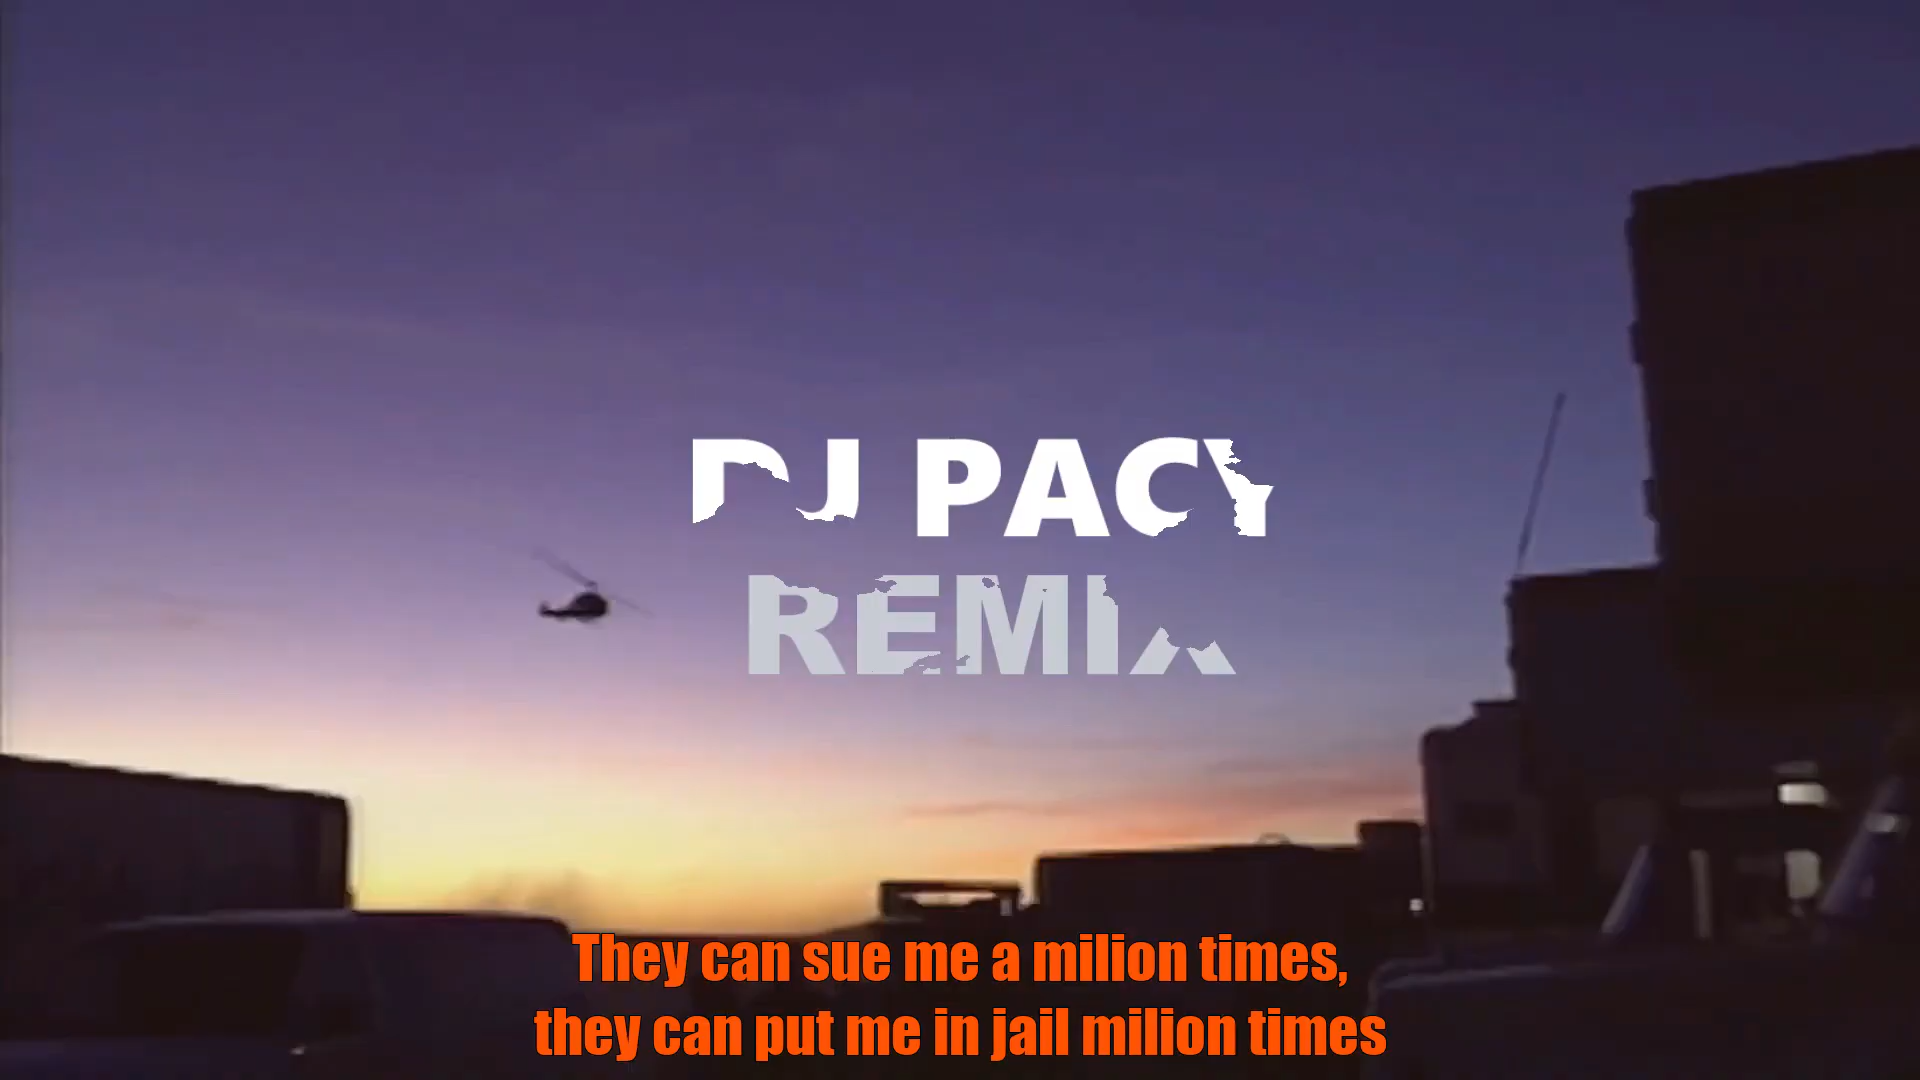 DJ PACY
REMIX
They can sue me a milion times,
they can put me in jail milion times